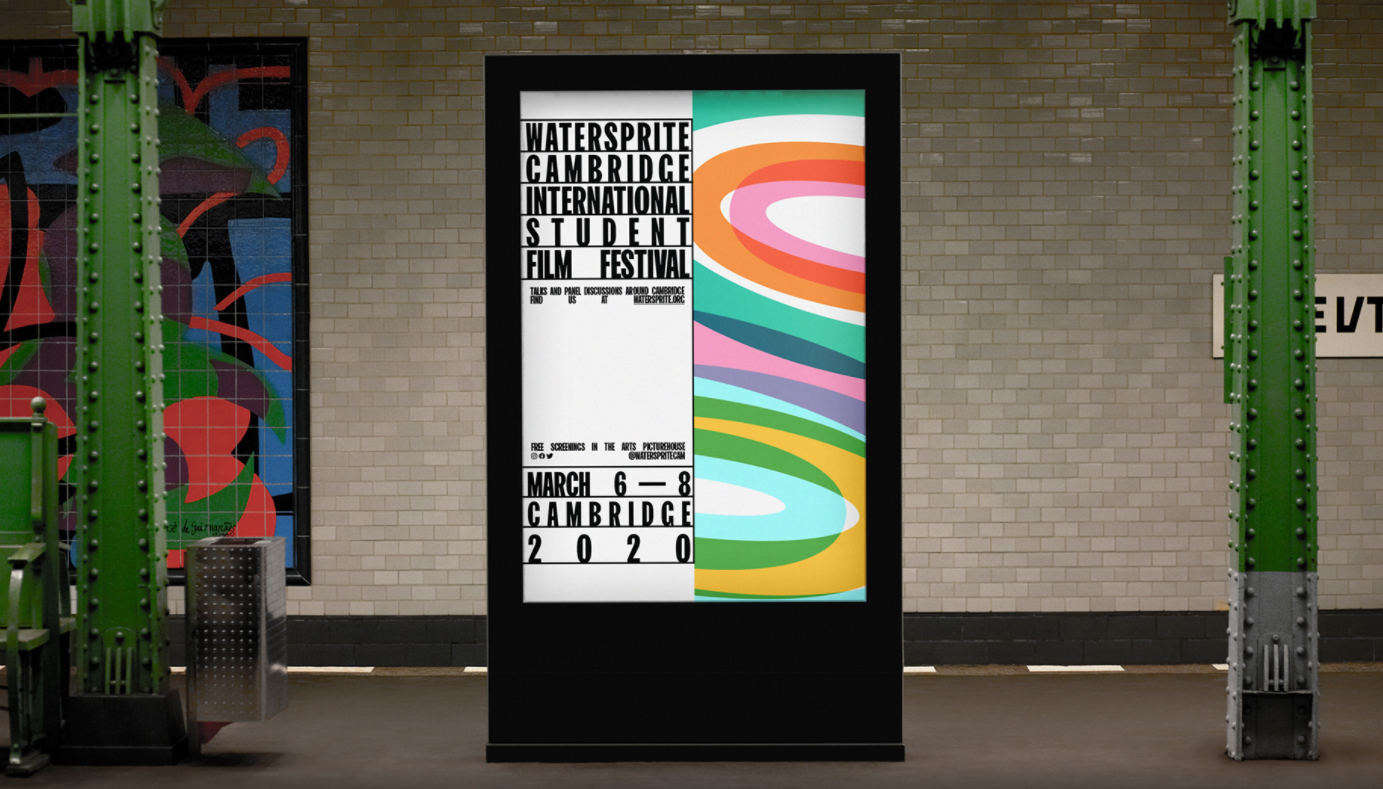 WATERSPRITE
CAMBRIDGE
INTERNATIONAL
STUDENT
FILM FESTIVAL
TALKS AND PANEL DISCUSSIONS AROUND CAMBRIDGE
FIND US AT WATERSPRITE.ORG
FREE SCREENINGS IN THE ARTS PICTUREHOUSE
@WATERSPRITECAM
MARCH 6 — 8
CAMBRIDGE
2020